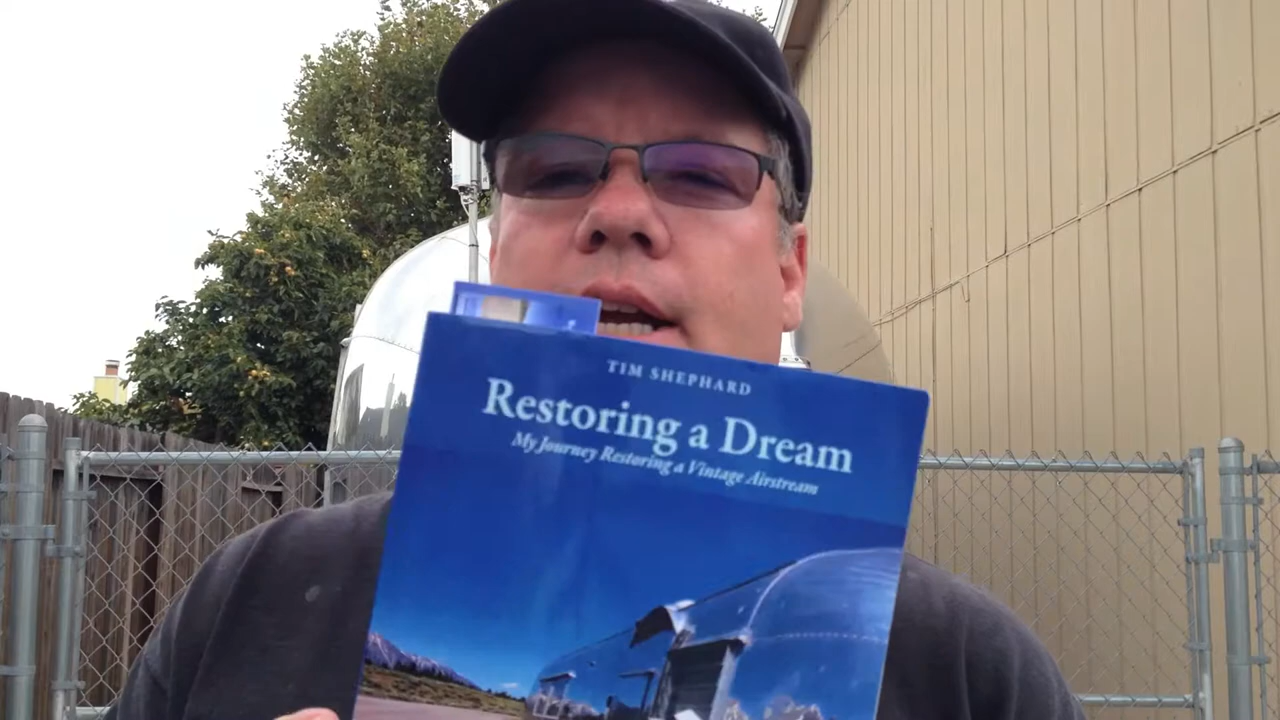 TIM SHEPHARD
Restoring a Dream
My Journey Restoring a Vintage Airstream